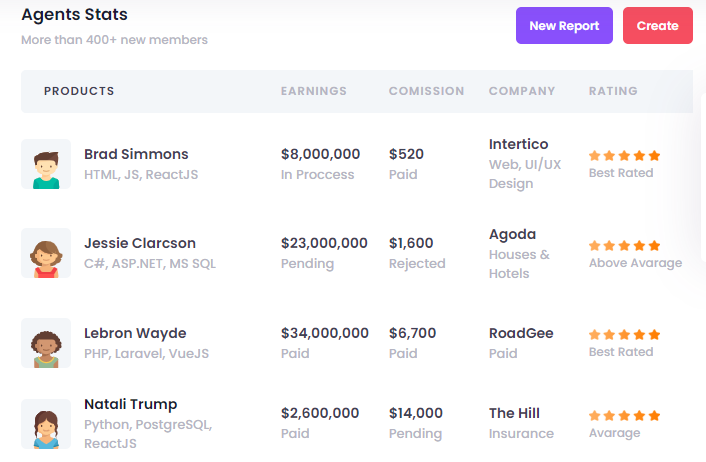 Agents Stats
More than 400+ new members
New Report
Create
PRODUCTS EARNINGS COMISSION COMPANY RATING
Brad Simmons
HTML, JS, ReactJS
$8,000,000
In Proccess
$520
Paid
Intertico
Web, UI/UX
Design
Best Rated
Jessie Clarcson
C#, ASP.NET, MS SQL
$23,000,000
Pending
$1,600
Rejected
Agoda
Houses &
Hotels
Above Avarage
Lebron Wayde
PHP, Laravel, VueJS
$34,000,000
Paid
$6,700
Paid
RoadGee
Paid
Best Rated
Natali Trump
Python, PostgreSQL,
ReactJS
$2,600,000
Paid
$14,000
Pending
The Hill
Insurance
Avarage